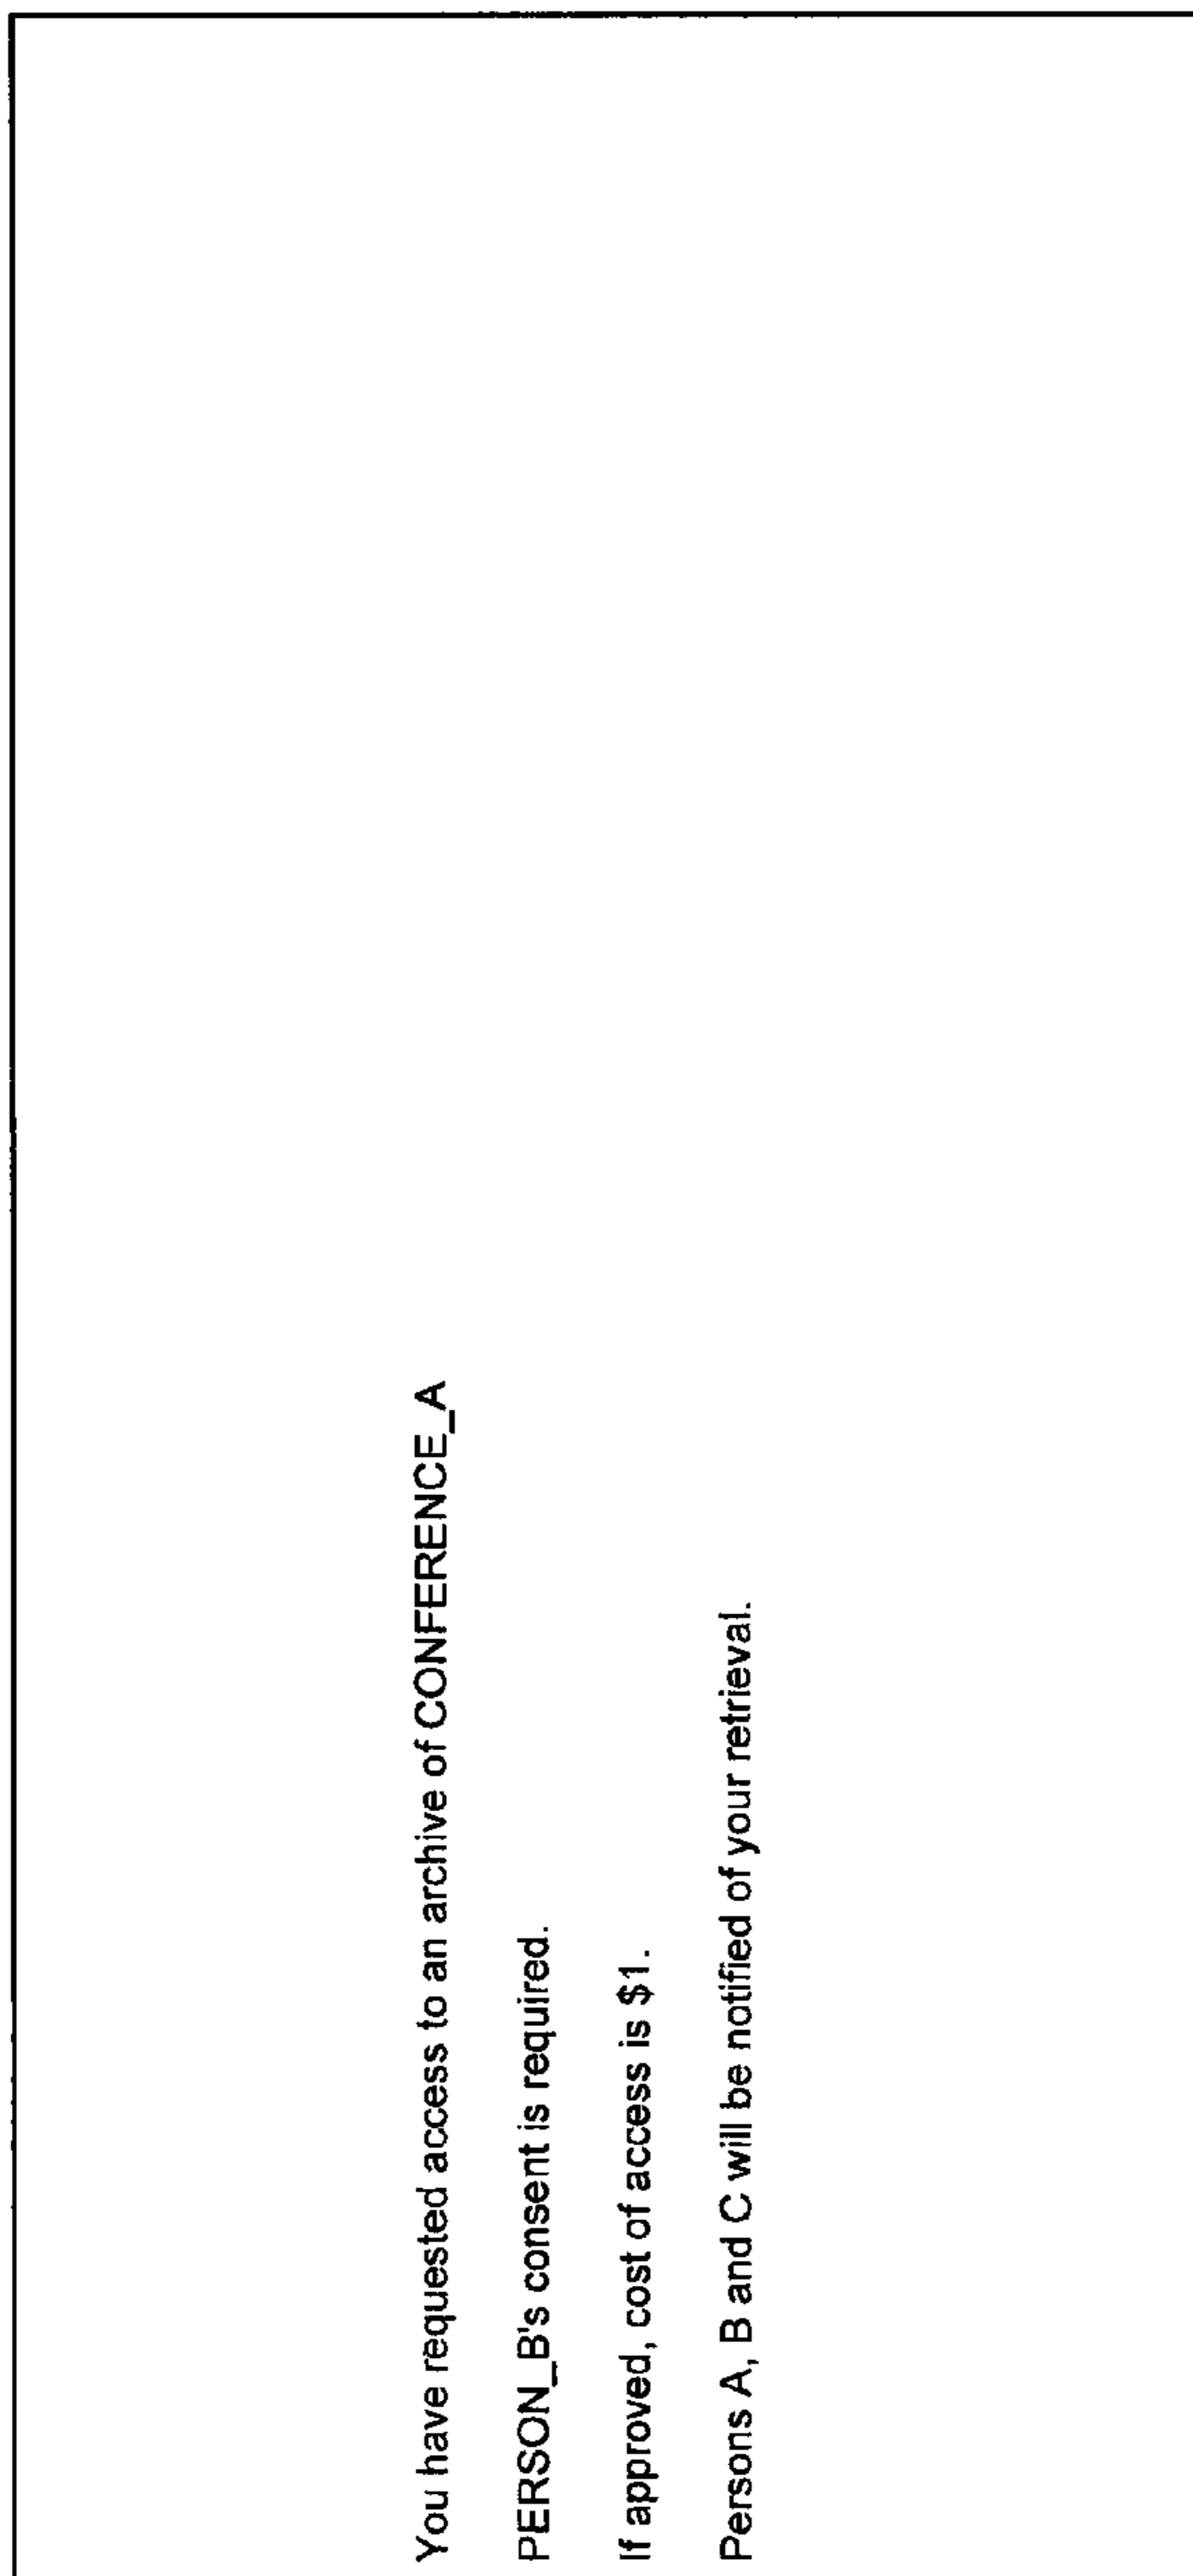 You have requested access to an archive of CONFERENCE_A
PERSON_B's consent is required.
If approved, cost of access is $1.
Persons A, B and C will be notified of your retrieval.